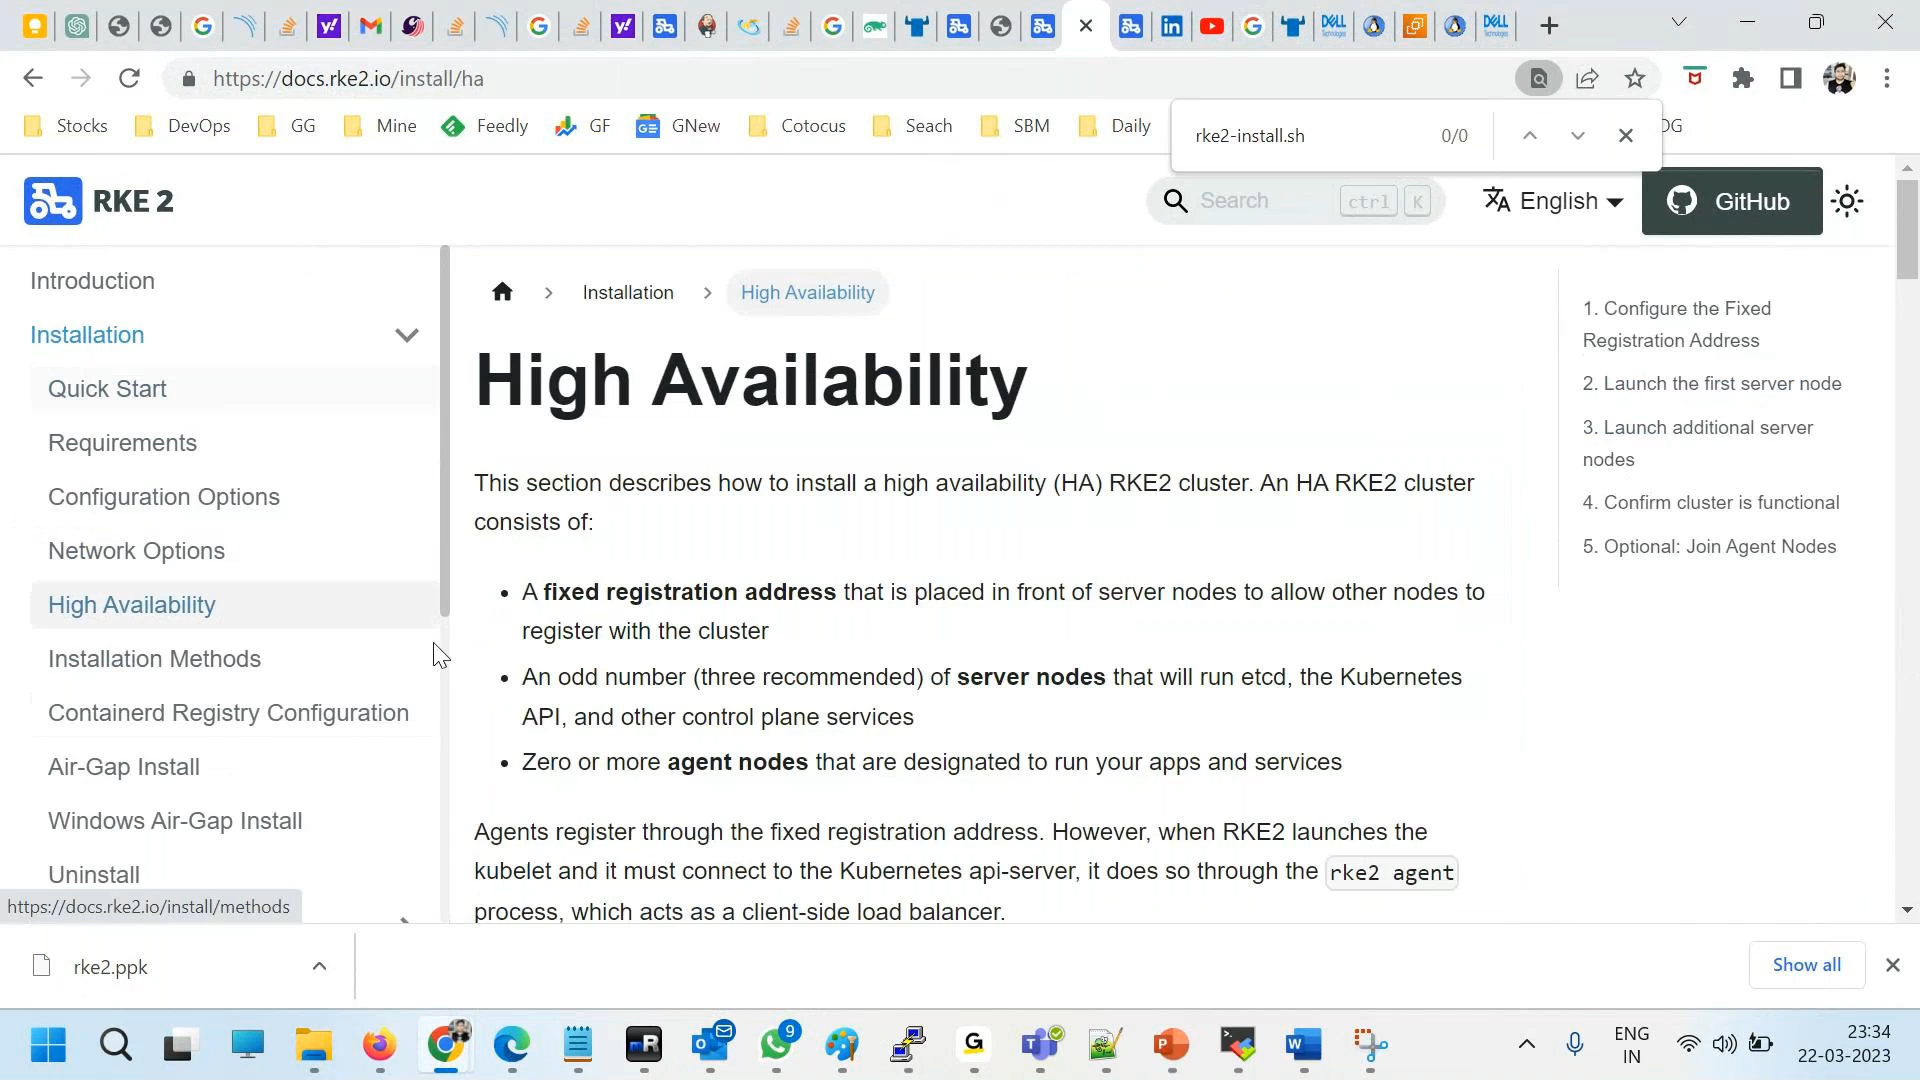 https://docs.rke2.io/install/ha
Stocks
DevOps
GG
Mine
Feedly
GF
GNew
Cotocus
Seach
SBM
Daily
OG
rke2-install.sh
0/0
RKE 2
Search
ctrl
K
English
GitHub
Introduction
Installation
Quick Start
Requirements
Configuration Options
Network Options
High Availability
Installation Methods
Containerd Registry Configuration
Air-Gap Install
Windows Air-Gap Install
Uninstall
https://docs.rke2.io/install/methods
Installation
High Availability
High Availability
This section describes how to install a high availability (HA) RKE2 cluster. An HA RKE2 cluster
consists of:
A fixed registration address that is placed in front of server nodes to allow other nodes to
register with the cluster
An odd number (three recommended) of server nodes that will run etcd, the Kubernetes
API, and other control plane services
Zero or more agent nodes that are designated to run your apps and services
Agents register through the fixed registration address. However, when RKE2 launches the
kubelet and it must connect to the Kubernetes api-server, it does so through the rke2 agent
process, which acts as a client-side load balancer.
1. Configure the Fixed
Registration Address
2. Launch the first server node
3. Launch additional server
nodes
4. Confirm cluster is functional
5. Optional: Join Agent Nodes
rke2.ppk
Show all
9
ENG
IN
23:34
22-03-2023